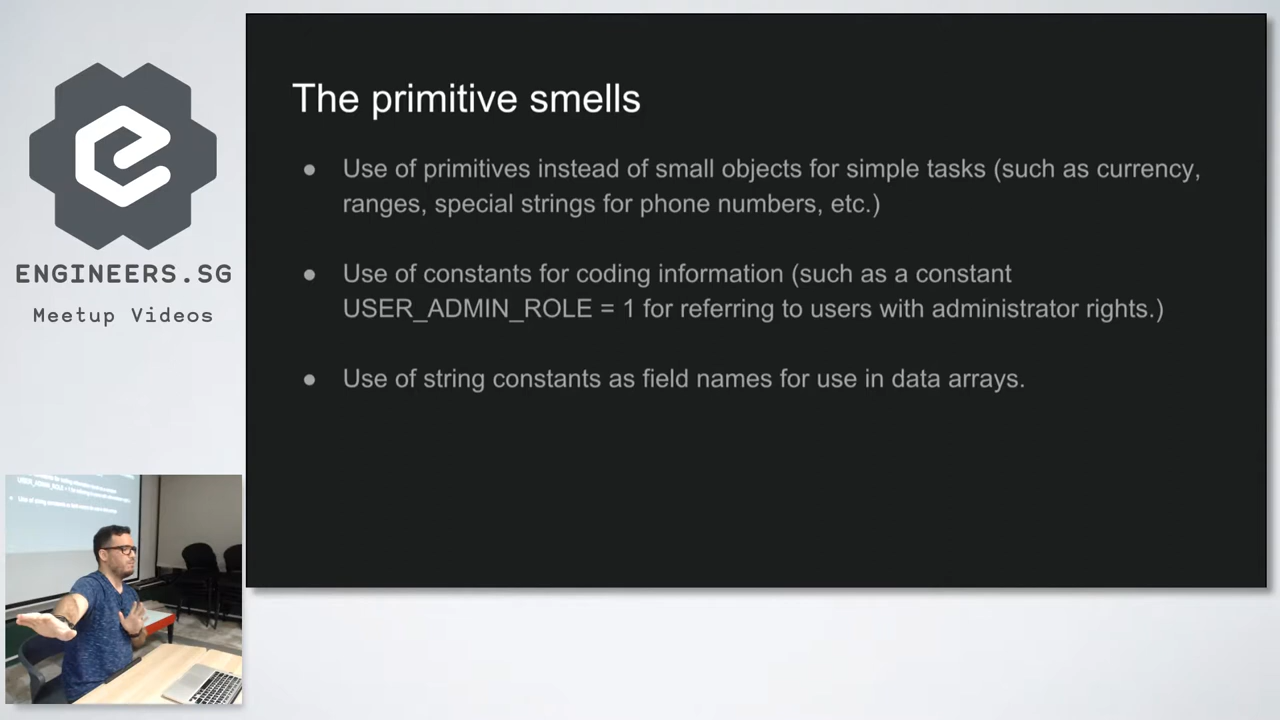 The primitive smells
● Use of primitives instead of small objects for simple tasks (such as currency,
ranges, special strings for phone numbers, etc.)
● Use of constants for coding information (such as a constant
USER_ADMIN_ROLE = 1 for referring to users with administrator rights.)
● Use of string constants as field names for use in data arrays.
ENGINEERS.SG
Meetup Videos